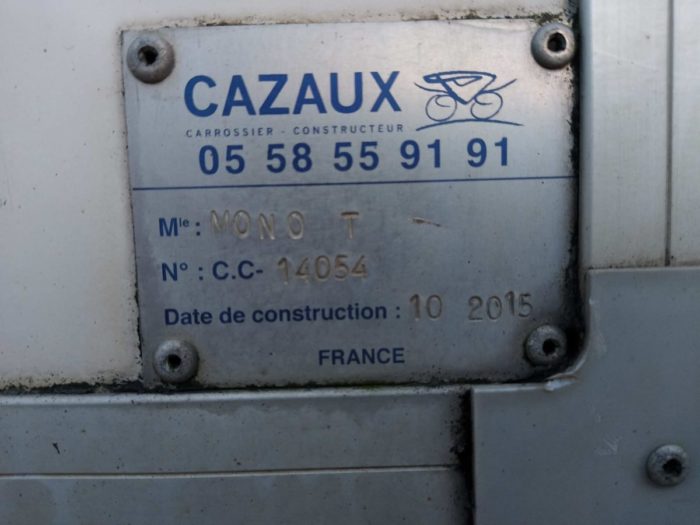 CAZAUX
CARROSSIER - CONSTRUCTEUR
05 58 55 91 91
Mle : MONO T -
N° : C.C- 14054
Date de construction : 10 2015
FRANCE